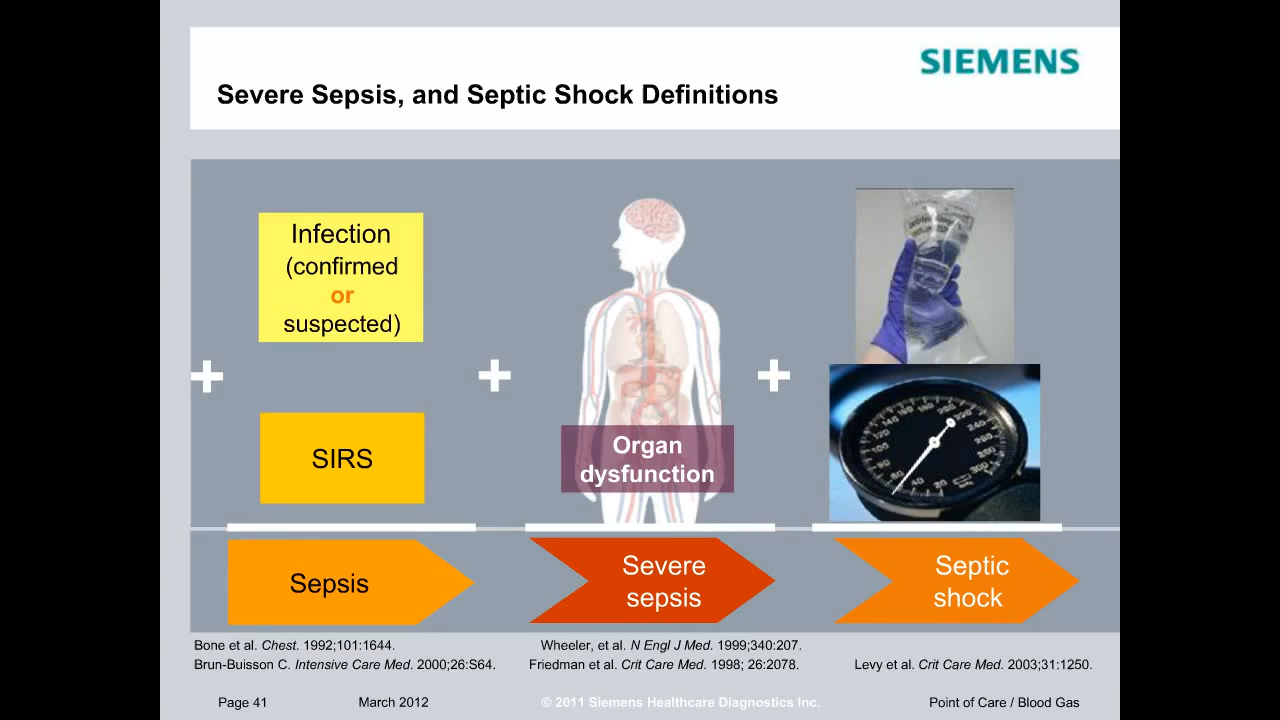 SIEMENS
Severe Sepsis, and Septic Shock Definitions
Infection
(confirmed
or
suspected)
+
+
+
SIRS
Organ
dysfunction
Sepsis
Severe
sepsis
Septic
shock
Bone et al. Chest. 1992;101:1644.
Brun-Buisson C. Intensive Care Med. 2000;26:S64.
Wheeler, et al. N Engl J Med. 1999;340:207.
Friedman et al. Crit Care Med. 1998; 26:2078.
Levy et al. Crit Care Med. 2003;31:1250.
Page 41
March 2012
© 2011 Siemens Healthcare Diagnostics Inc.
Point of Care / Blood Gas